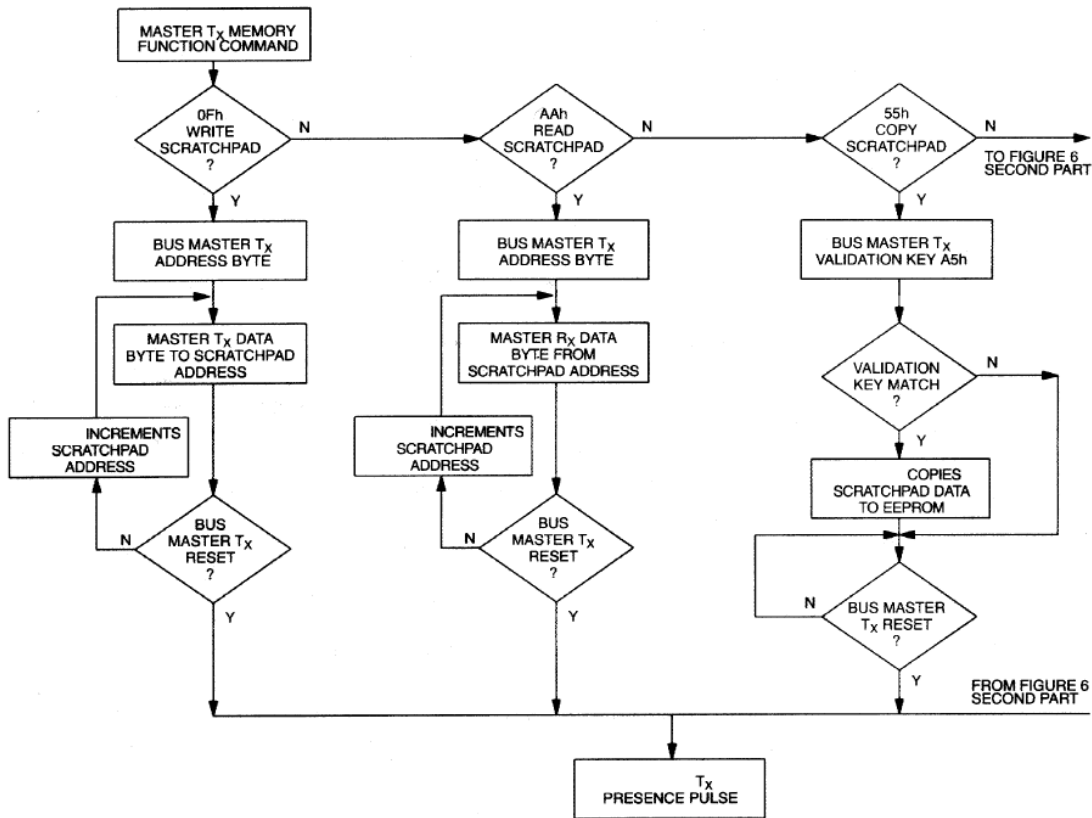 MASTER TX MEMORY
FUNCTION COMMAND
0Fh
WRITE
SCRATCHPAD
?
N
Y
AAh
READ
SCRATCHPAD
?
N
Y
55h
COPY
SCRATCHPAD
?
N
Y
TO FIGURE 6
SECOND PART
BUS MASTER TX
ADDRESS BYTE
BUS MASTER TX
ADDRESS BYTE
BUS MASTER TX
VALIDATION KEY A5h
MASTER TX DATA
BYTE TO SCRATCHPAD
ADDRESS
MASTER RX DATA
BYTE FROM
SCRATCHPAD ADDRESS
VALIDATION
KEY MATCH
?
N
Y
INCREMENTS
SCRATCHPAD
ADDRESS
INCREMENTS
SCRATCHPAD
ADDRESS
COPIES
SCRATCHPAD DATA
TO EEPROM
BUS
MASTER TX
RESET
?
N
Y
BUS
MASTER TX
RESET
?
N
Y
BUS MASTER
TX RESET
?
N
Y
FROM FIGURE 6
SECOND PART
TX
PRESENCE PULSE